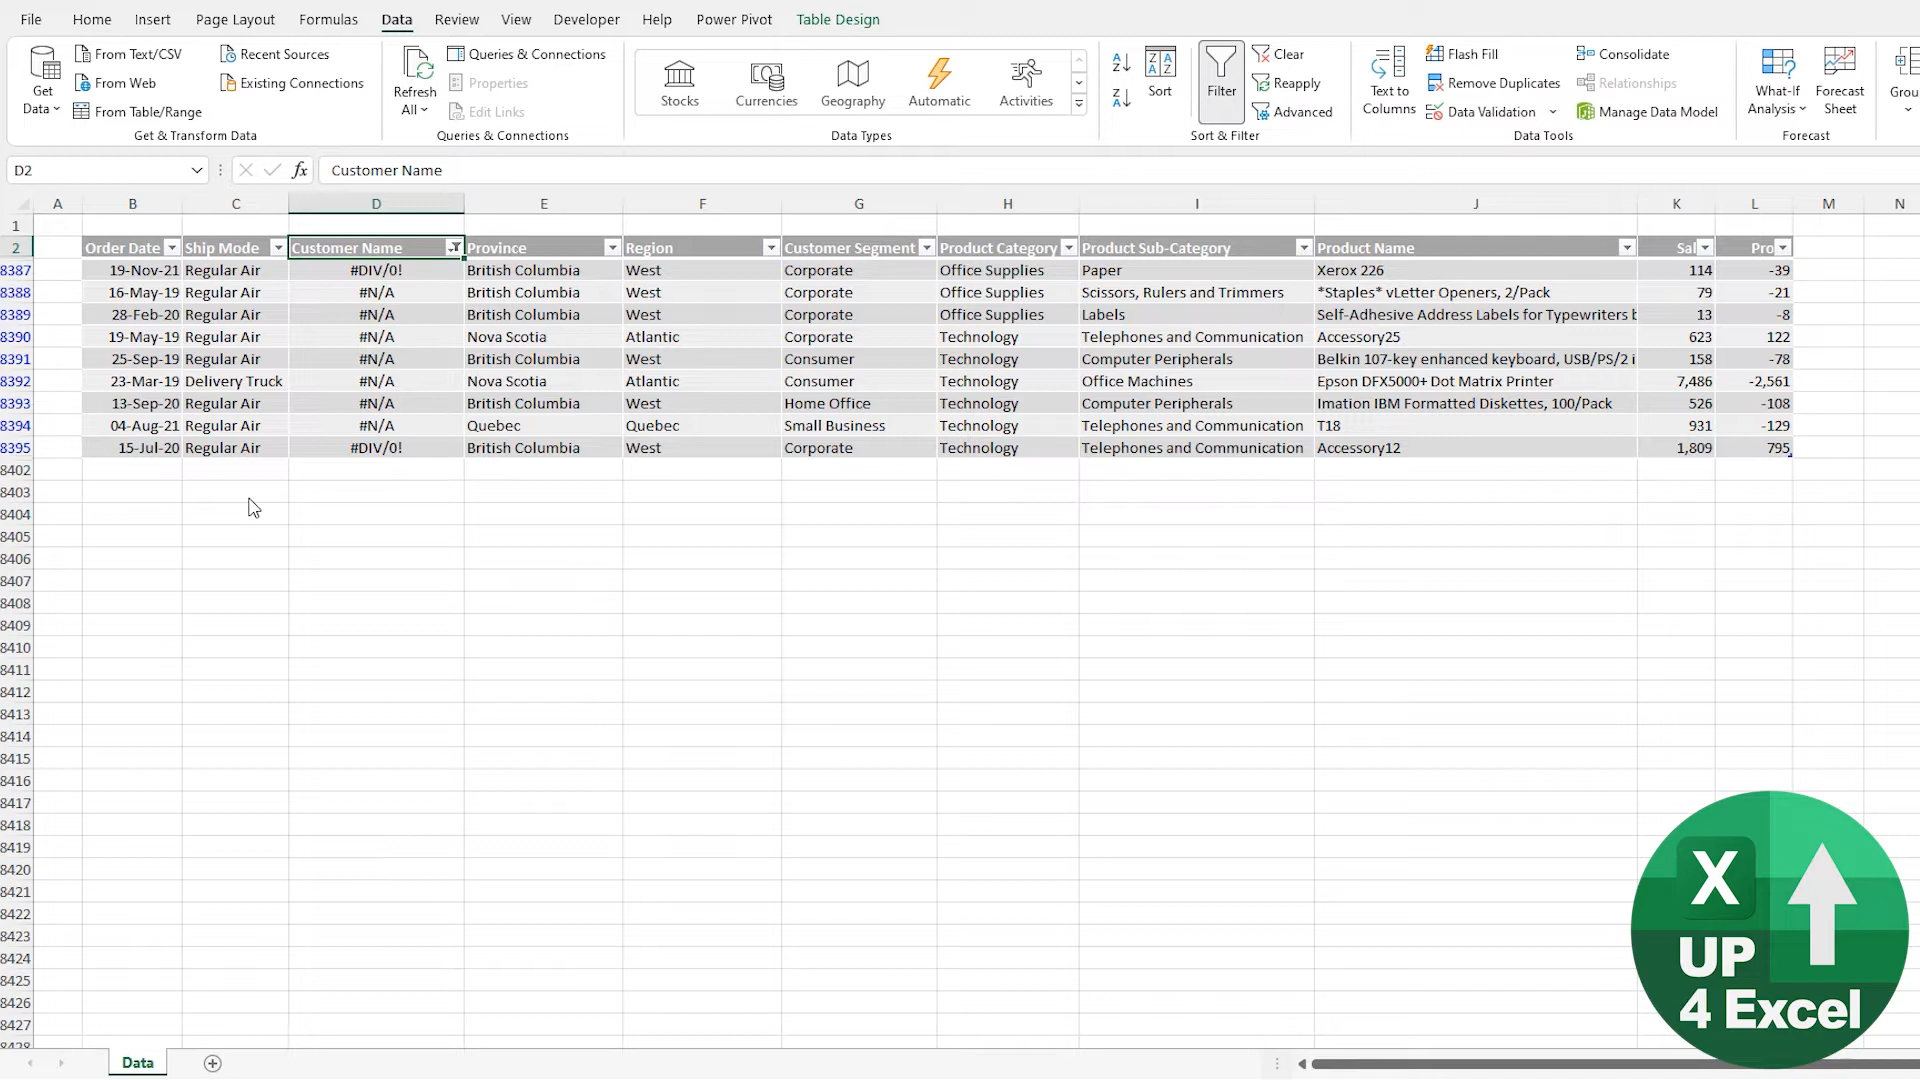 File Home Insert Page Layout Formulas Data Review View Developer Help Power Pivot Table Design
Get Data
From Text/CSV
From Web
From Table/Range
Recent Sources
Existing Connections
Get & Transform Data
Refresh All
Queries & Connections
Properties
Edit Links
Queries & Connections
Stocks Currencies Geography Automatic Activities
Data Types
Sort
Filter
Clear
Reapply
Advanced
Sort & Filter
Text to Columns
Flash Fill
Remove Duplicates
Data Validation
Consolidate
Relationships
Manage Data Model
Data Tools
What-If Analysis
Forecast Sheet
Forecast
Grou
D2 fx Customer Name
A B C D E F G H I J K L M N
1
2 Order Date Ship Mode Customer Name Province Region Customer Segment Product Category Product Sub-Category Product Name Sal Pro
8387 19-Nov-21 Regular Air #DIV/0! British Columbia West Corporate Office Supplies Paper Xerox 226 114 -39
8388 16-May-19 Regular Air #N/A British Columbia West Corporate Office Supplies Scissors, Rulers and Trimmers *Staples* vLetter Openers, 2/Pack 79 -21
8389 28-Feb-20 Regular Air #N/A British Columbia West Corporate Office Supplies Labels Self-Adhesive Address Labels for Typewriters b 13 -8
8390 19-May-19 Regular Air #N/A Nova Scotia Atlantic Corporate Technology Telephones and Communication Accessory25 623 122
8391 25-Sep-19 Regular Air #N/A British Columbia West Consumer Technology Computer Peripherals Belkin 107-key enhanced keyboard, USB/PS/2 i 158 -78
8392 23-Mar-19 Delivery Truck #N/A Nova Scotia Atlantic Consumer Technology Office Machines Epson DFX5000+ Dot Matrix Printer 7,486 -2,561
8393 13-Sep-20 Regular Air #N/A British Columbia West Home Office Technology Computer Peripherals Imation IBM Formatted Diskettes, 100/Pack 526 -108
8394 04-Aug-21 Regular Air #N/A Quebec Quebec Small Business Technology Telephones and Communication T18 931 -129
8395 15-Jul-20 Regular Air #DIV/0! British Columbia West Corporate Technology Telephones and Communication Accessory12 1,809 795
8402
8403
8404
8405
8406
8407
8408
8409
8410
8411
8412
8413
8414
8415
8416
8417
8418
8419
8420
8421
8422
8423
8424
8425
8426
8427
8428
X
UP
4 Excel
Data